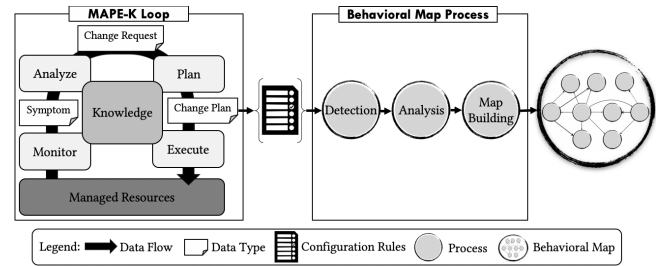 MAPE-K Loop
Behavioral Map Process
Change Request
Analyze
Plan
Symptom
Knowledge
Change Plan
Monitor
Execute
Managed Resources
Detection
Analysis
Map
Building
Legend:
Data Flow
Data Type
Configuration Rules
Process
Behavioral Map